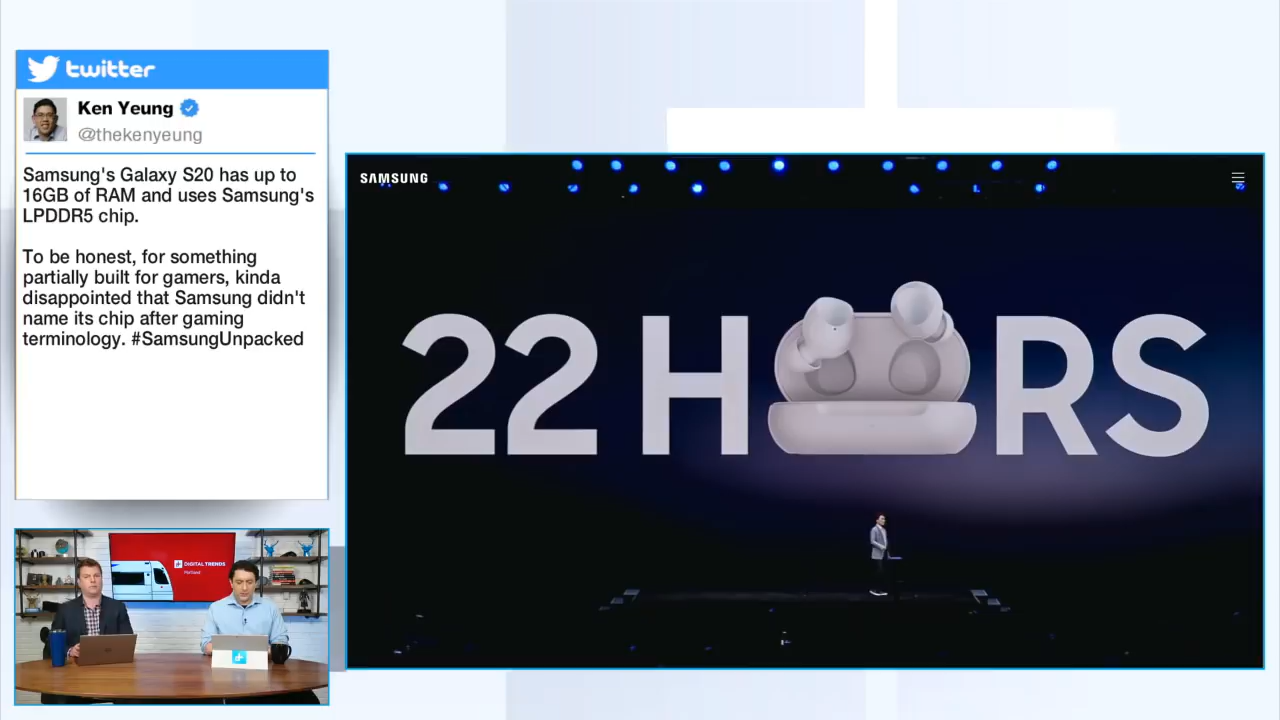 twitter
Ken Yeung
@thekenyeung
Samsung's Galaxy S20 has up to
16GB of RAM and uses Samsung's
LPDDR5 chip.
To be honest, for something
partially built for gamers, kinda
disappointed that Samsung didn't
name its chip after gaming
terminology. #SamsungUnpacked
SAMSUNG
22 H RS
DIGITAL TRENDS
Portland